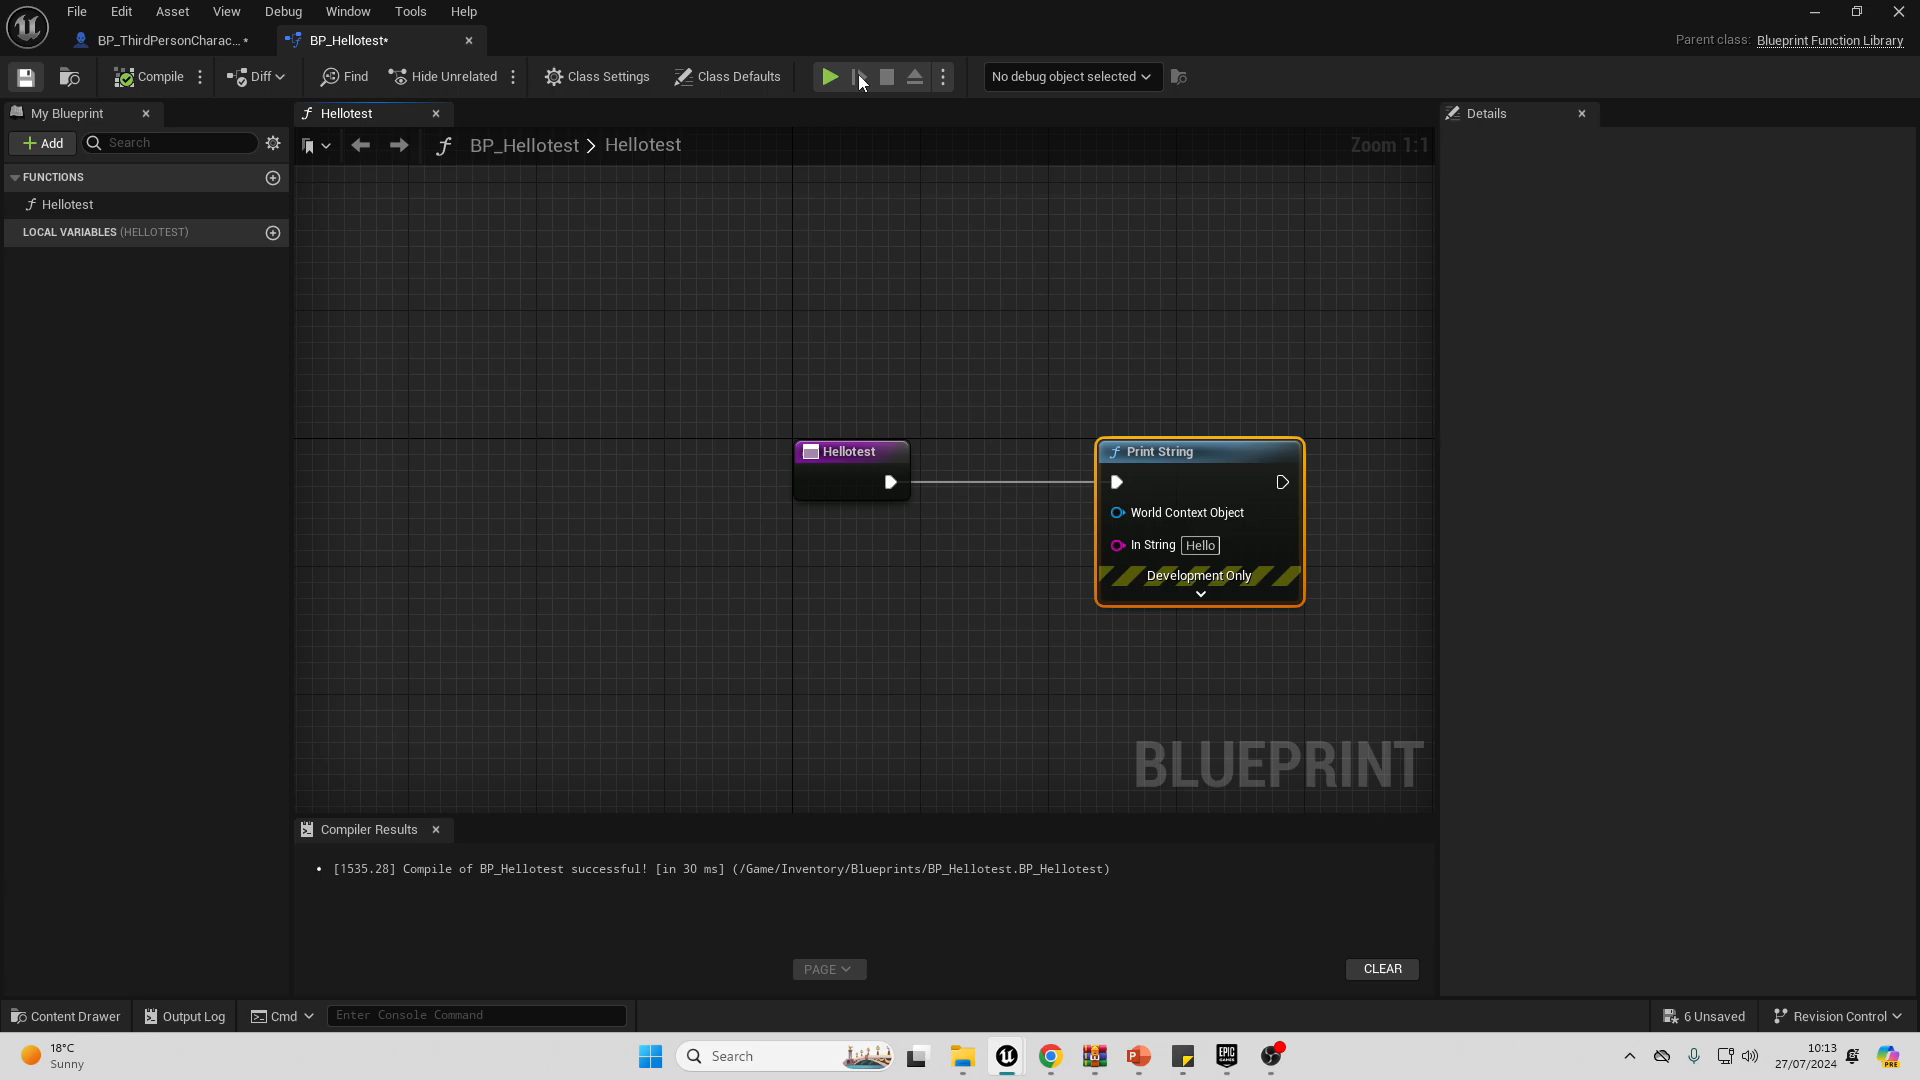 File Edit Asset View Debug Window Tools Help
BP_ThirdPersonCharac...*
BP_Hellotest*
Parent class: Blueprint Function Library
Compile
Diff
Find
Hide Unrelated
Class Settings
Class Defaults
No debug object selected
My Blueprint
Hellotest
Details
Add
Search
BP_Hellotest > Hellotest
Zoom 1:1
FUNCTIONS
Hellotest
LOCAL VARIABLES (HELLOTEST)
Hellotest
Print String
World Context Object
In String Hello
Development Only
BLUEPRINT
Compiler Results
• [1535.28] Compile of BP_Hellotest successful! [in 30 ms] (/Game/Inventory/Blueprints/BP_Hellotest.BP_Hellotest)
PAGE
CLEAR
Content Drawer
Output Log
Cmd
Enter Console Command
6 Unsaved
Revision Control
18°C
Sunny
Search
EPIC GAMES
10:13
27/07/2024
PRE